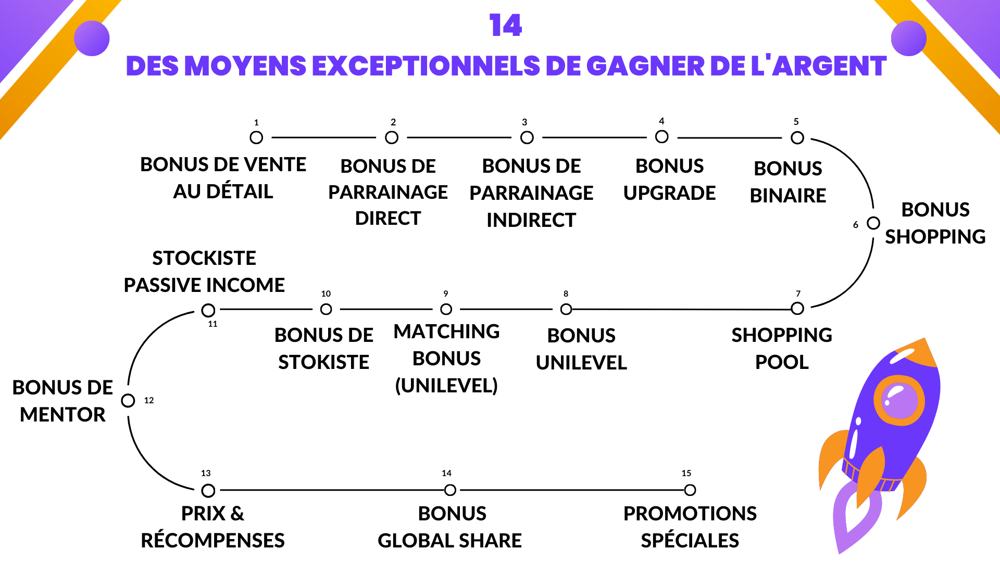 14
DES MOYENS EXCEPTIONNELS DE GAGNER DE L'ARGENT
1
BONUS DE VENTE
AU DÉTAIL
2
BONUS DE
PARRAINAGE
DIRECT
3
BONUS DE
PARRAINAGE
INDIRECT
4
BONUS
UPGRADE
5
BONUS
BINAIRE
6
BONUS
SHOPPING
7
SHOPPING
POOL
8
BONUS
UNILEVEL
9
MATCHING
BONUS
(UNILEVEL)
10
BONUS DE
STOKISTE
STOCKISTE
PASSIVE INCOME
11
BONUS DE
MENTOR
12
13
PRIX &
RÉCOMPENSES
14
BONUS
GLOBAL SHARE
15
PROMOTIONS
SPÉCIALES